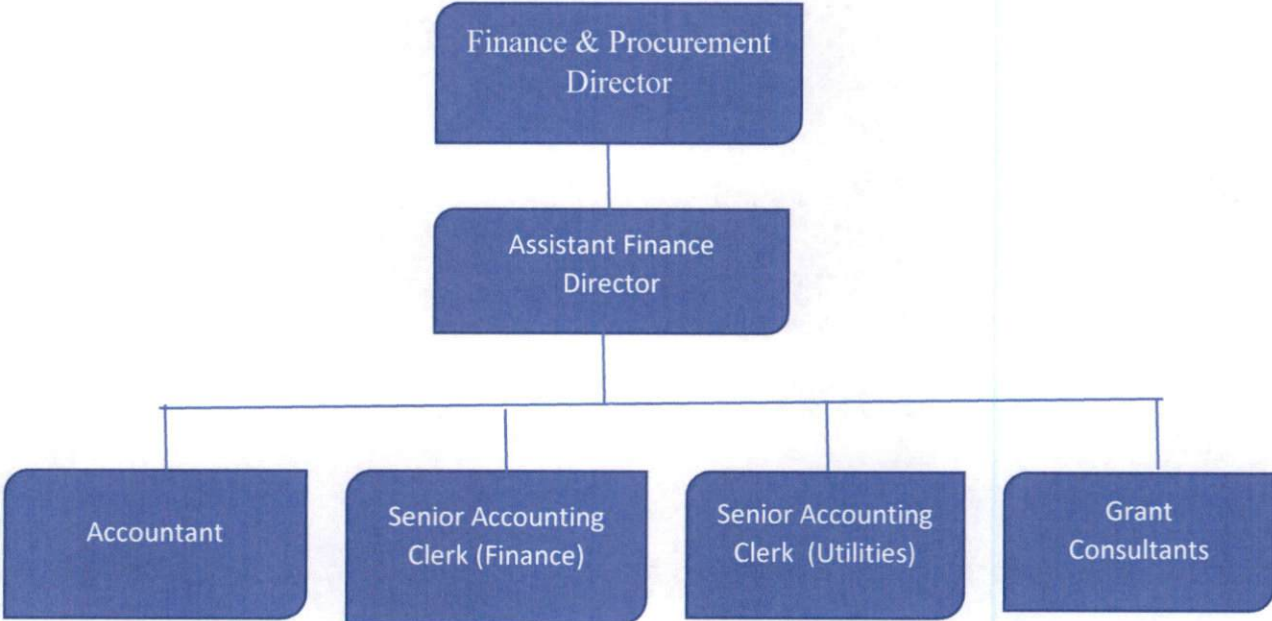 Finance & Procurement
Director
Assistant Finance
Director
Accountant
Senior Accounting
Clerk (Finance)
Senior Accounting
Clerk (Utilities)
Grant
Consultants